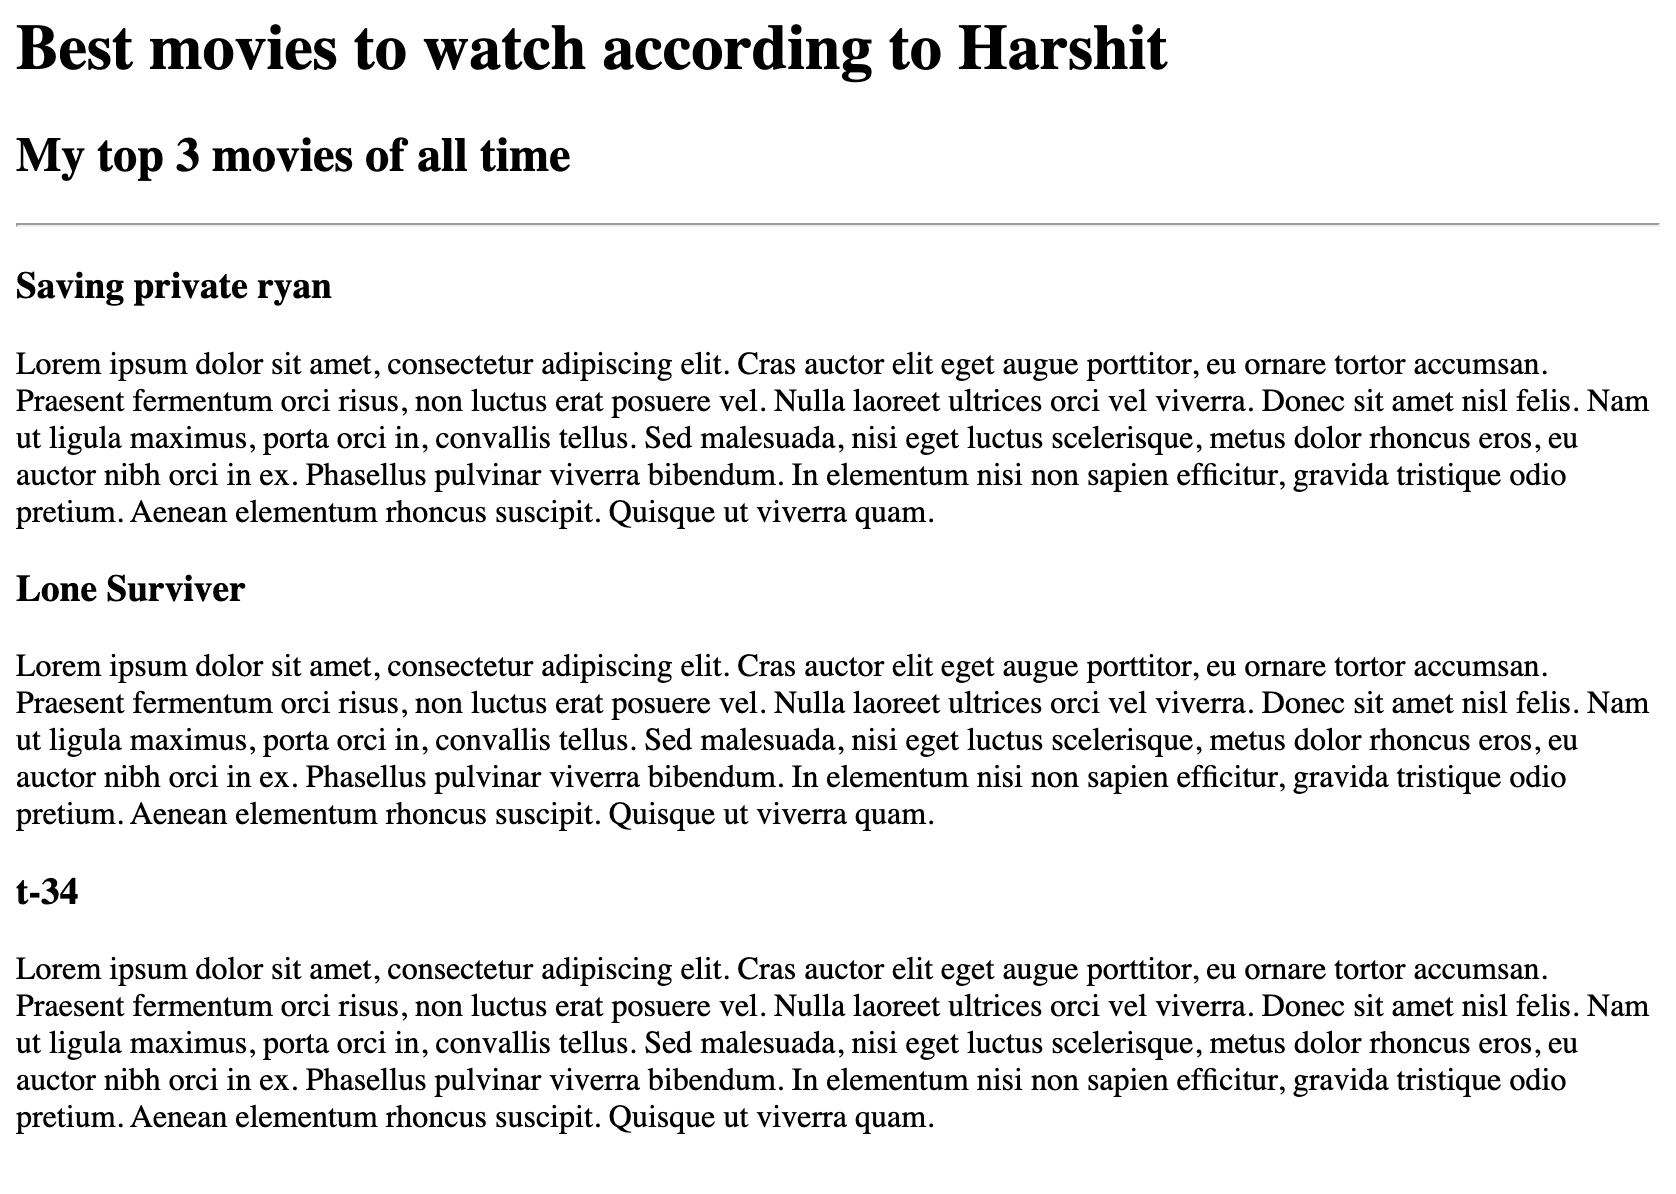 Best movies to watch according to Harshit
My top 3 movies of all time
Saving private ryan
Lorem ipsum dolor sit amet, consectetur adipiscing elit. Cras auctor elit eget augue porttitor, eu ornare tortor accumsan.
Praesent fermentum orci risus, non luctus erat posuere vel. Nulla laoreet ultrices orci vel viverra. Donec sit amet nisl felis. Nam
ut ligula maximus, porta orci in, convallis tellus. Sed malesuada, nisi eget luctus scelerisque, metus dolor rhoncus eros, eu
auctor nibh orci in ex. Phasellus pulvinar viverra bibendum. In elementum nisi non sapien efficitur, gravida tristique odio
pretium. Aenean elementum rhoncus suscipit. Quisque ut viverra quam.
Lone Surviver
Lorem ipsum dolor sit amet, consectetur adipiscing elit. Cras auctor elit eget augue porttitor, eu ornare tortor accumsan.
Praesent fermentum orci risus, non luctus erat posuere vel. Nulla laoreet ultrices orci vel viverra. Donec sit amet nisl felis. Nam
ut ligula maximus, porta orci in, convallis tellus. Sed malesuada, nisi eget luctus scelerisque, metus dolor rhoncus eros, eu
auctor nibh orci in ex. Phasellus pulvinar viverra bibendum. In elementum nisi non sapien efficitur, gravida tristique odio
pretium. Aenean elementum rhoncus suscipit. Quisque ut viverra quam.
t-34
Lorem ipsum dolor sit amet, consectetur adipiscing elit. Cras auctor elit eget augue porttitor, eu ornare tortor accumsan.
Praesent fermentum orci risus, non luctus erat posuere vel. Nulla laoreet ultrices orci vel viverra. Donec sit amet nisl felis. Nam
ut ligula maximus, porta orci in, convallis tellus. Sed malesuada, nisi eget luctus scelerisque, metus dolor rhoncus eros, eu
auctor nibh orci in ex. Phasellus pulvinar viverra bibendum. In elementum nisi non sapien efficitur, gravida tristique odio
pretium. Aenean elementum rhoncus suscipit. Quisque ut viverra quam.